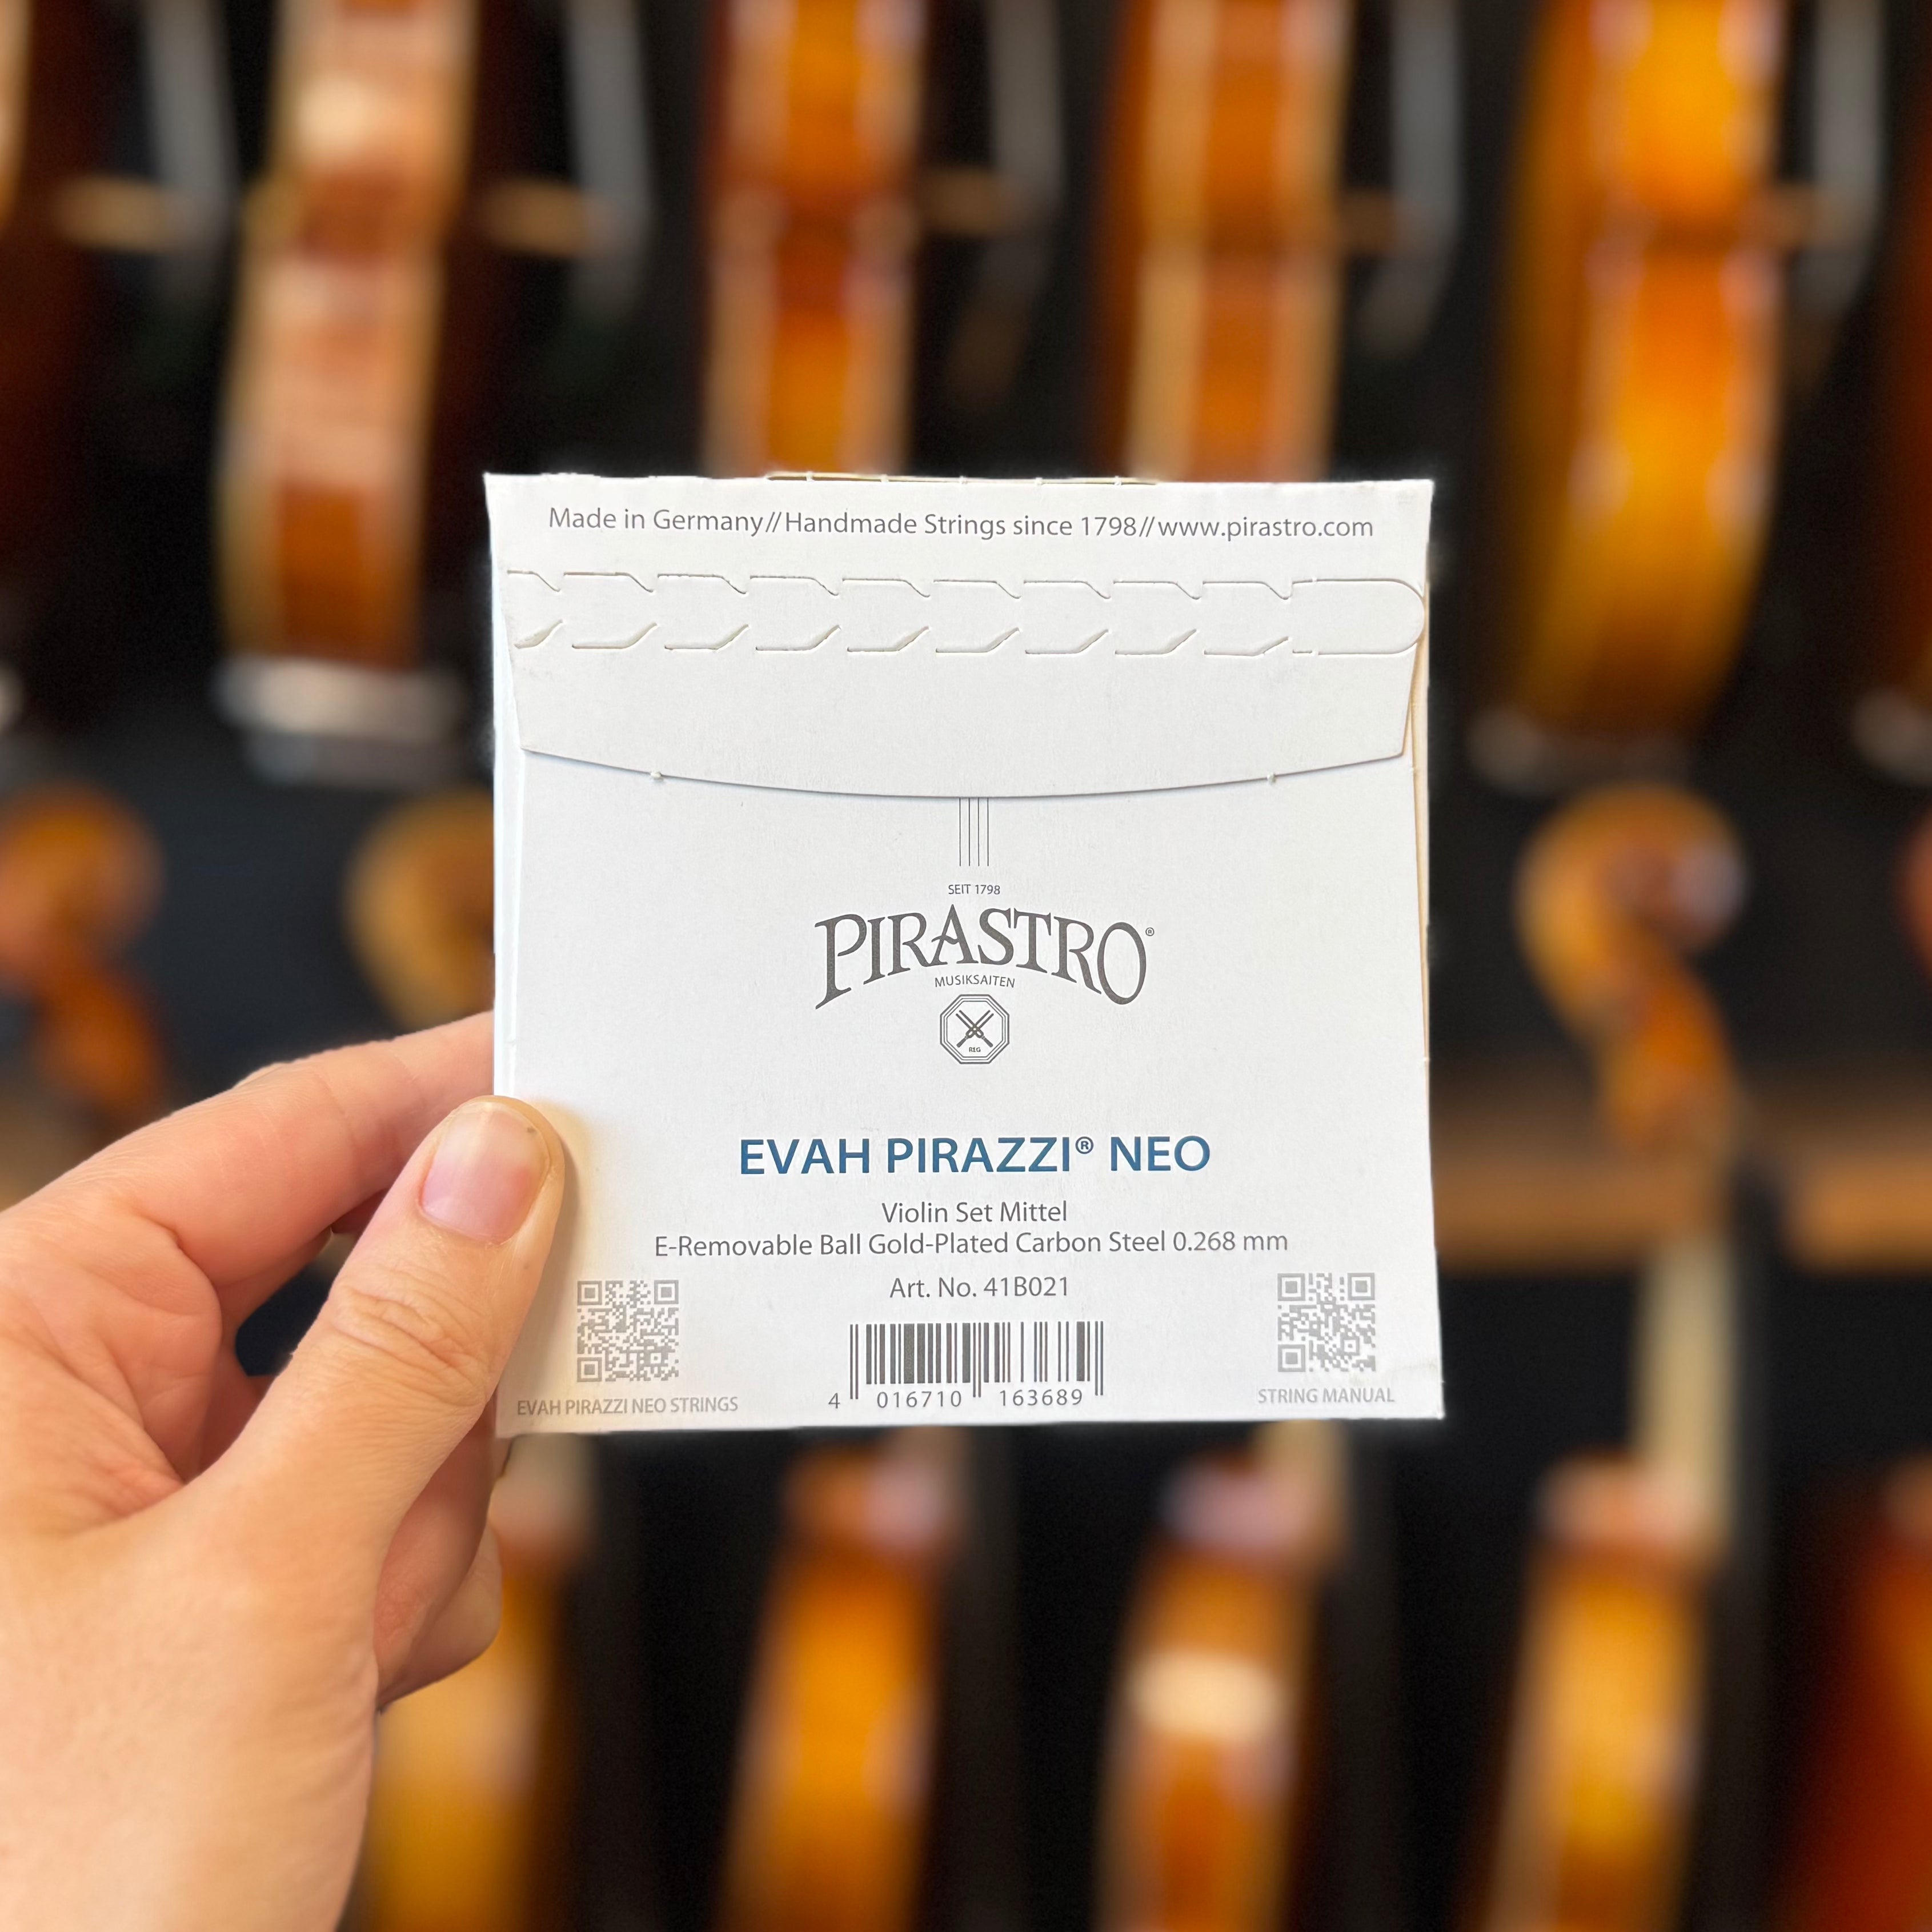 Made in Germany//Handmade Strings since 1798//www.pirastro.com
SEIT 1798
PIRASTRO®
MUSIKSAITEN
REG
EVAH PIRAZZI® NEO
Violin Set Mittel
E-Removable Ball Gold-Plated Carbon Steel 0.268 mm
Art. No. 41B021
4 016710 163689
EVAH PIRAZZI NEO STRINGS
STRING MANUAL